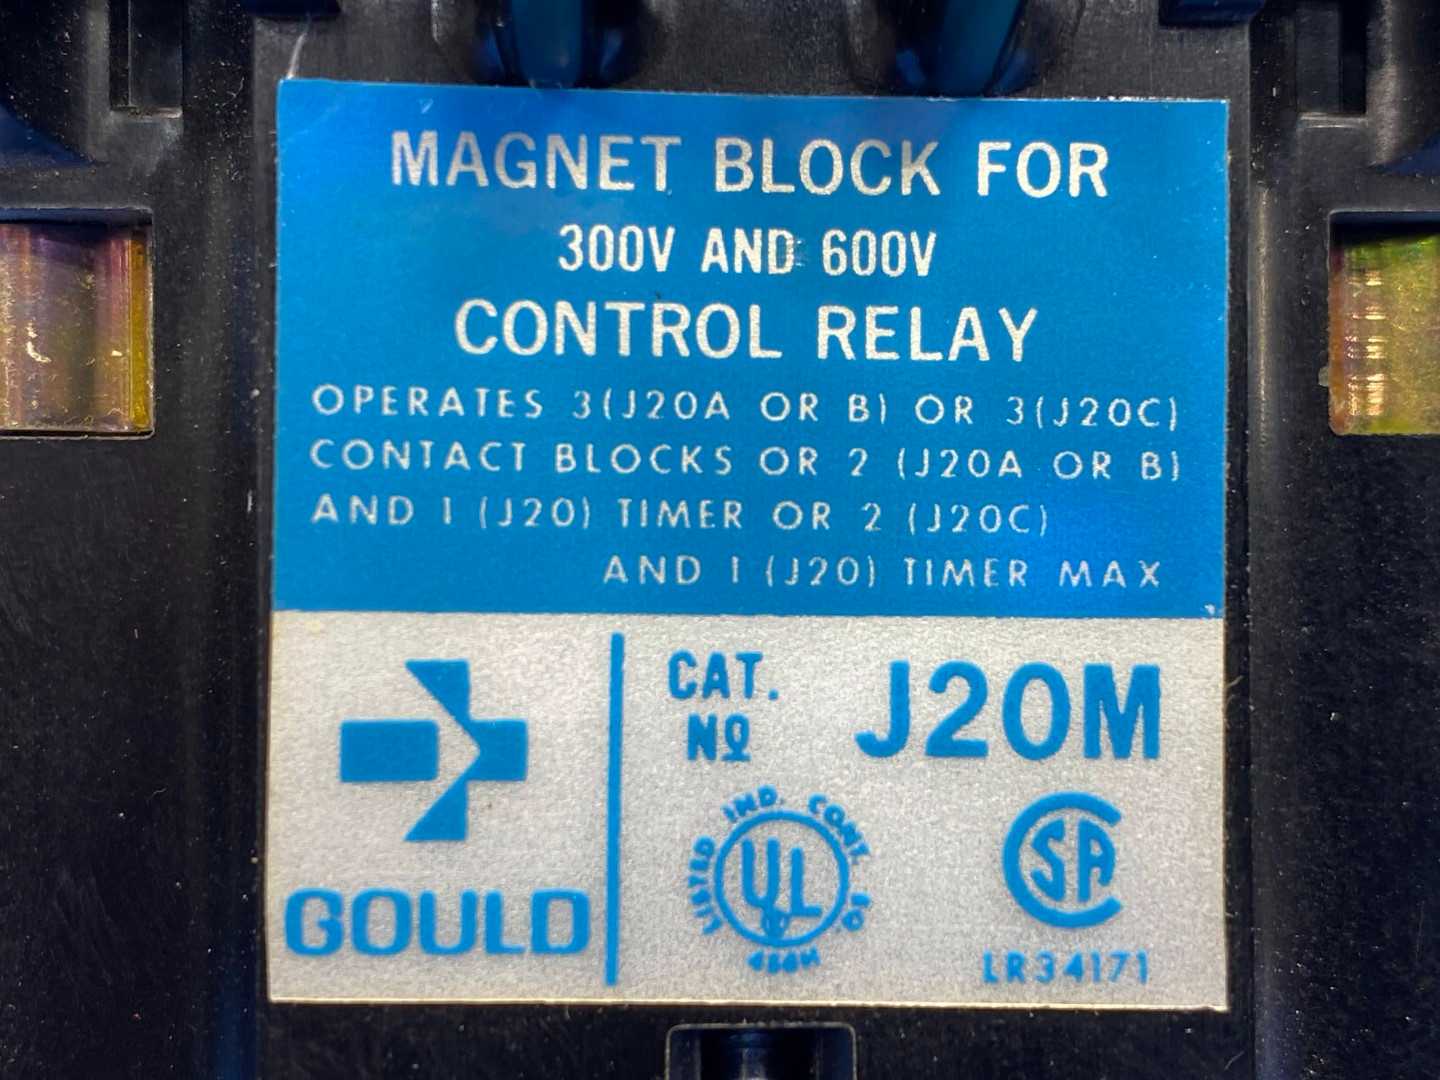 MAGNET BLOCK FOR
300V AND 600V
CONTROL RELAY
OPERATES 3(J20A OR B) OR 3(J20C)
CONTACT BLOCKS OR 2 (J20A OR B)
AND 1 (J20) TIMER OR 2 (J20C)
AND 1 (J20) TIMER MAX
GOULD
CAT.
Nº
J20M
LISTED IND. CONT. EQ.
UL
SA
LR34171